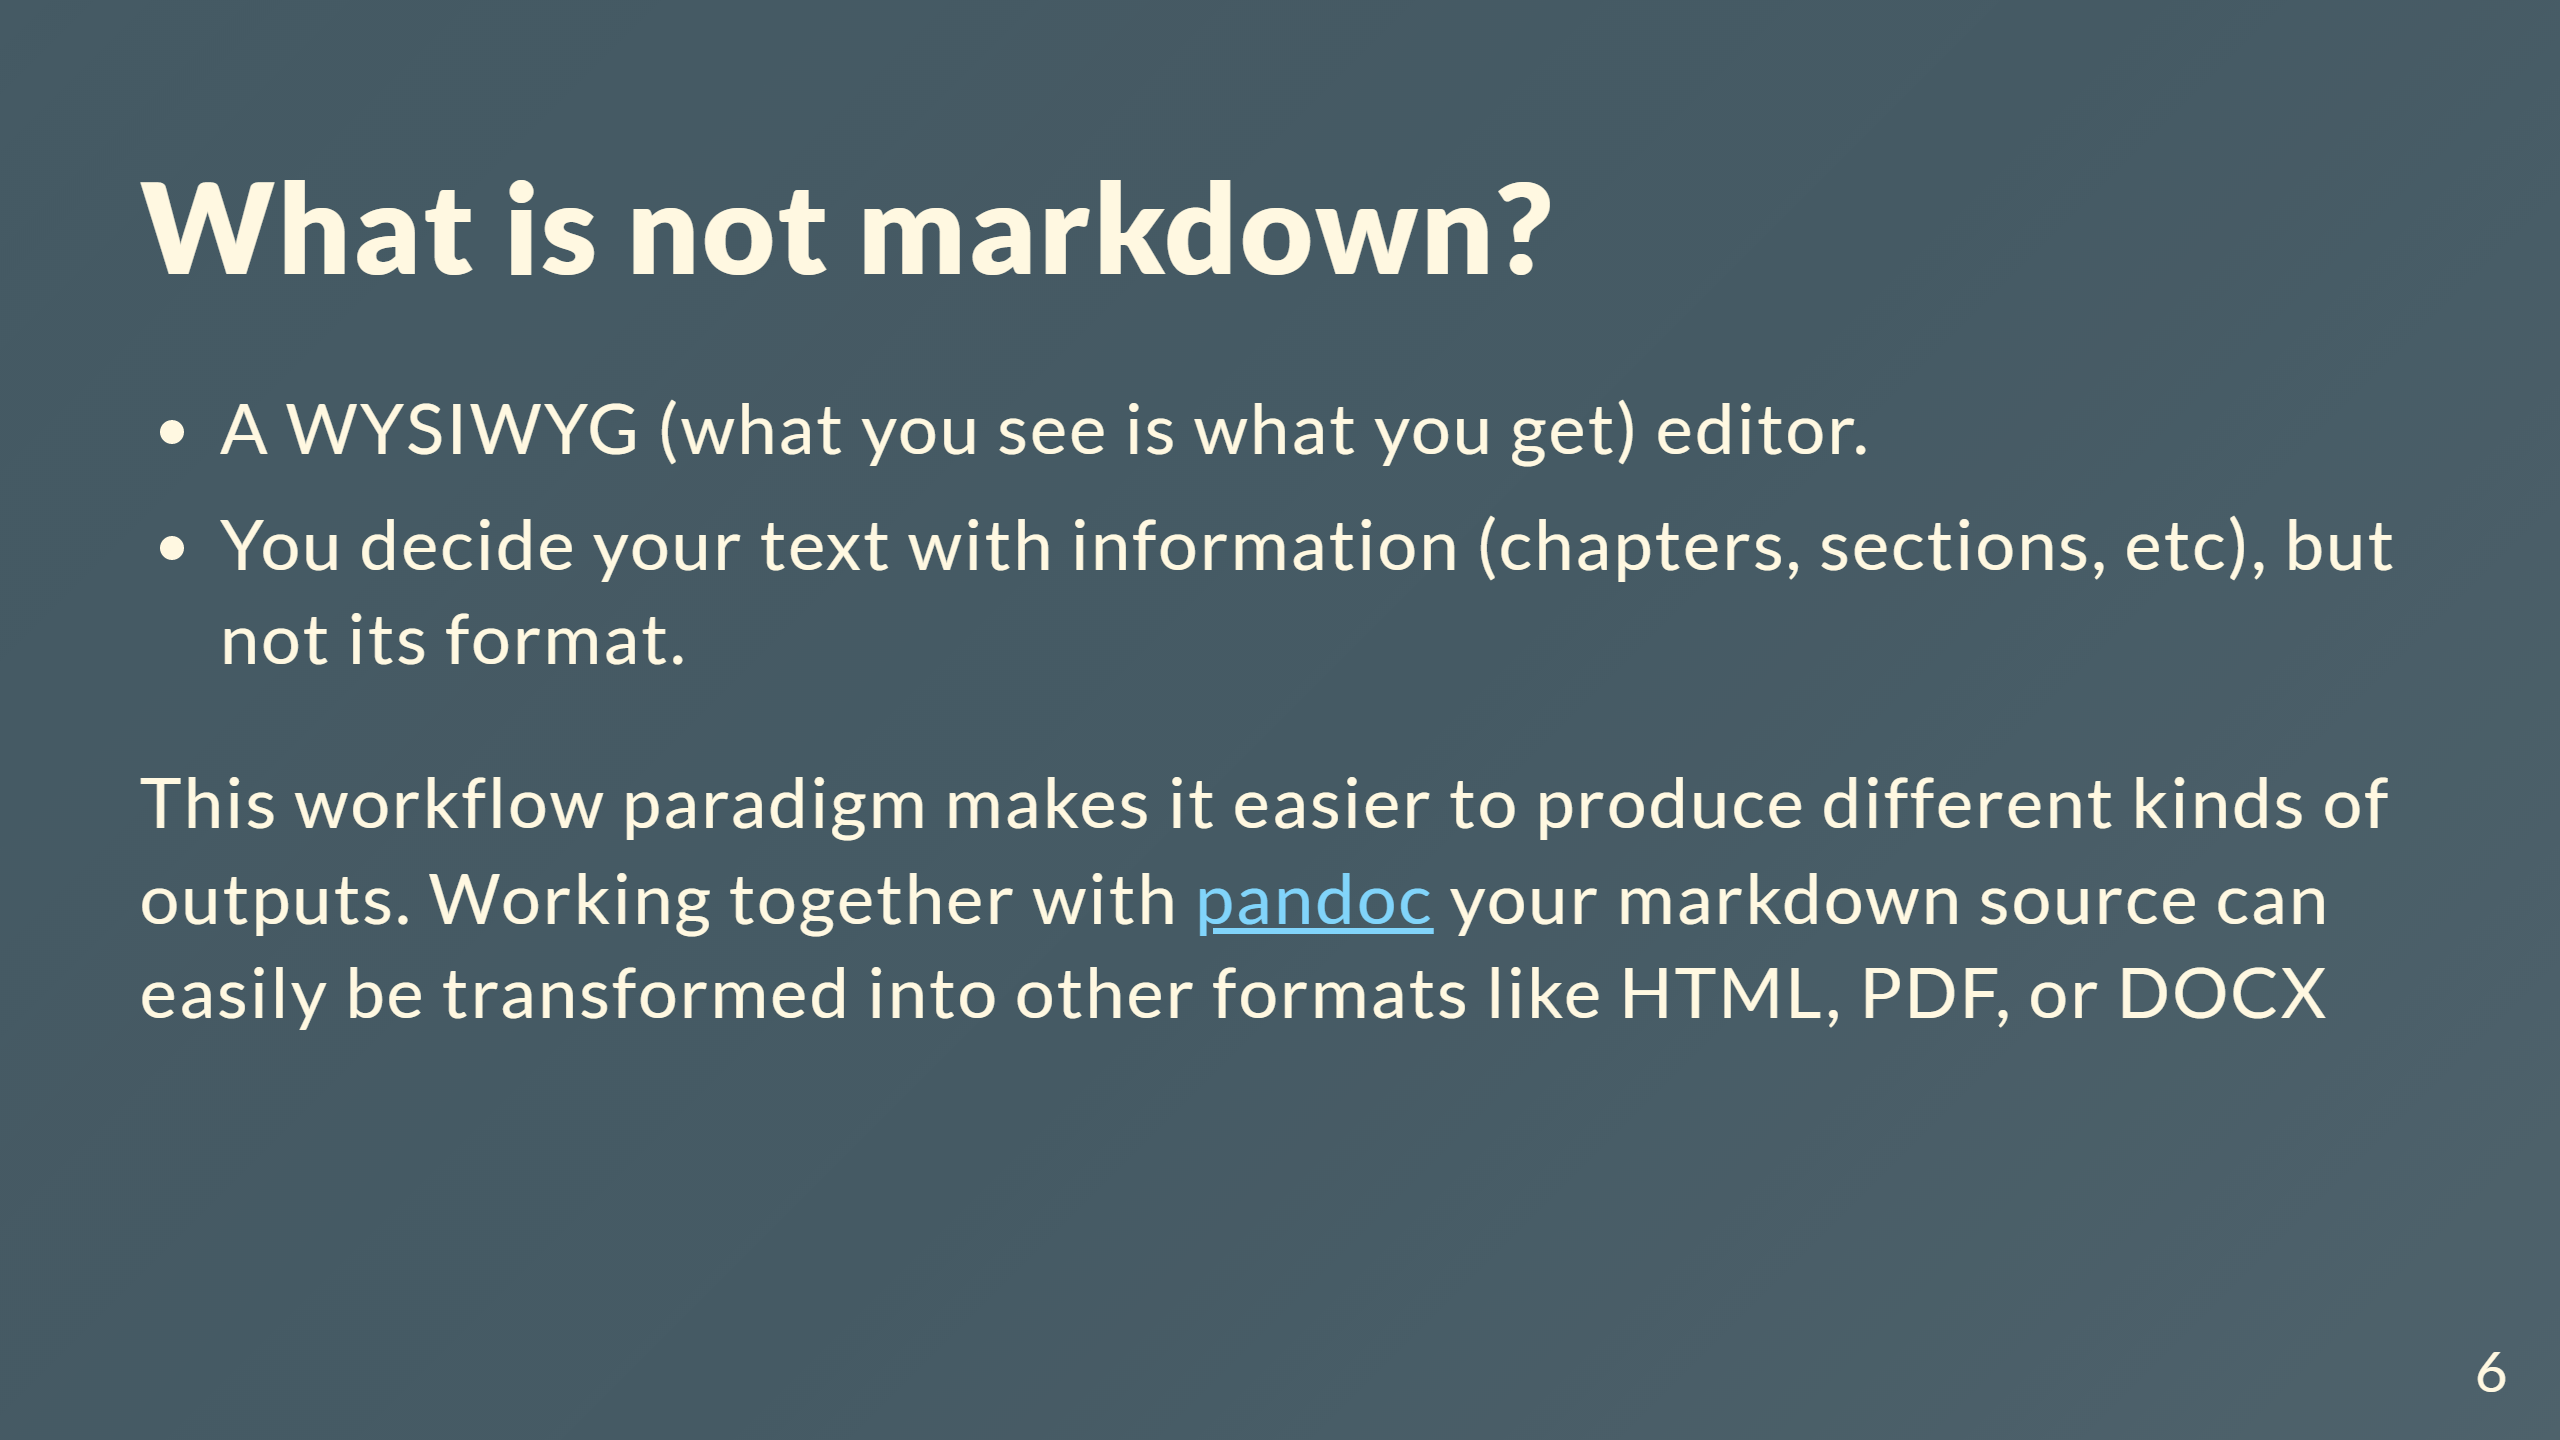 What is not markdown?
• A WYSIWYG (what you see is what you get) editor.
• You decide your text with information (chapters, sections, etc), but
not its format.
This workflow paradigm makes it easier to produce different kinds of
outputs. Working together with pandoc your markdown source can
easily be transformed into other formats like HTML, PDF, or DOCX
6